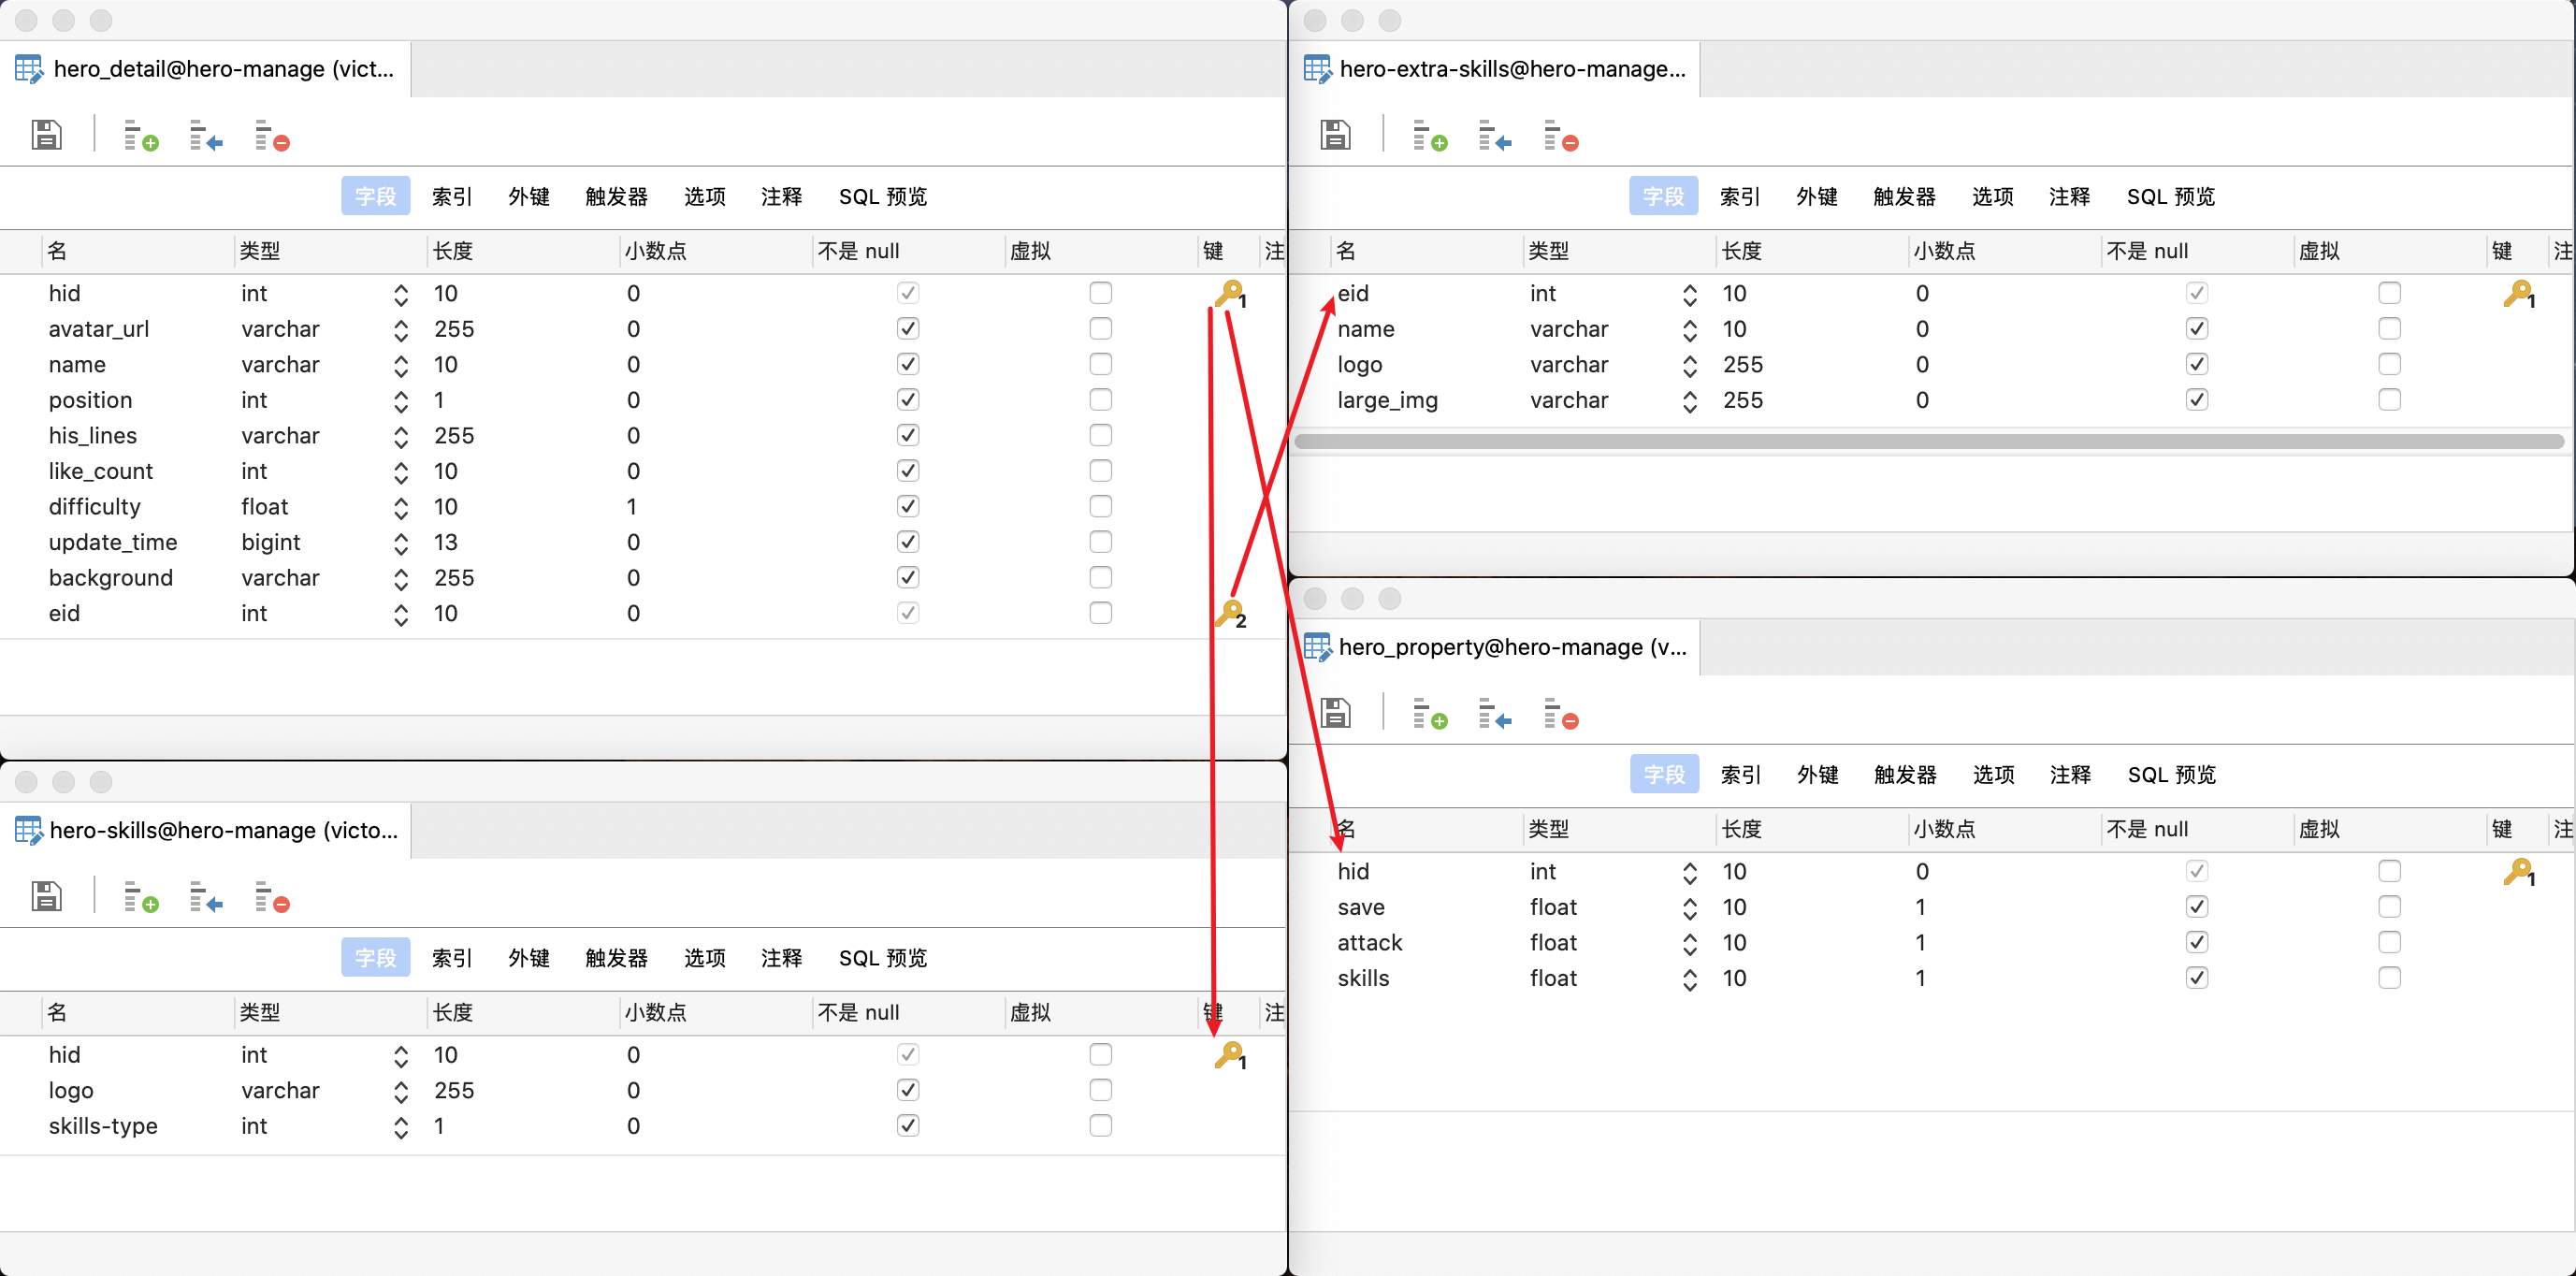 hero_detail@hero-manage (vict...
字段 索引 外键 触发器 选项 注释 SQL 预览
名 类型 长度 小数点 不是 null 虚拟 键 注
hid int 10 0 1
avatar_url varchar 255 0
name varchar 10 0
position int 1 0
his_lines varchar 255 0
like_count int 10 0
difficulty float 10 1
update_time bigint 13 0
background varchar 255 0
eid int 10 0 2
hero-skills@hero-manage (victo...
字段 索引 外键 触发器 选项 注释 SQL 预览
名 类型 长度 小数点 不是 null 虚拟 键 注
hid int 10 0 1
logo varchar 255 0
skills-type int 1 0
hero-extra-skills@hero-manage...
字段 索引 外键 触发器 选项 注释 SQL 预览
名 类型 长度 小数点 不是 null 虚拟 键 注
eid int 10 0 1
name varchar 10 0
logo varchar 255 0
large_img varchar 255 0
hero_property@hero-manage (v...
字段 索引 外键 触发器 选项 注释 SQL 预览
名 类型 长度 小数点 不是 null 虚拟 键 注
hid int 10 0 1
save float 10 1
attack float 10 1
skills float 10 1